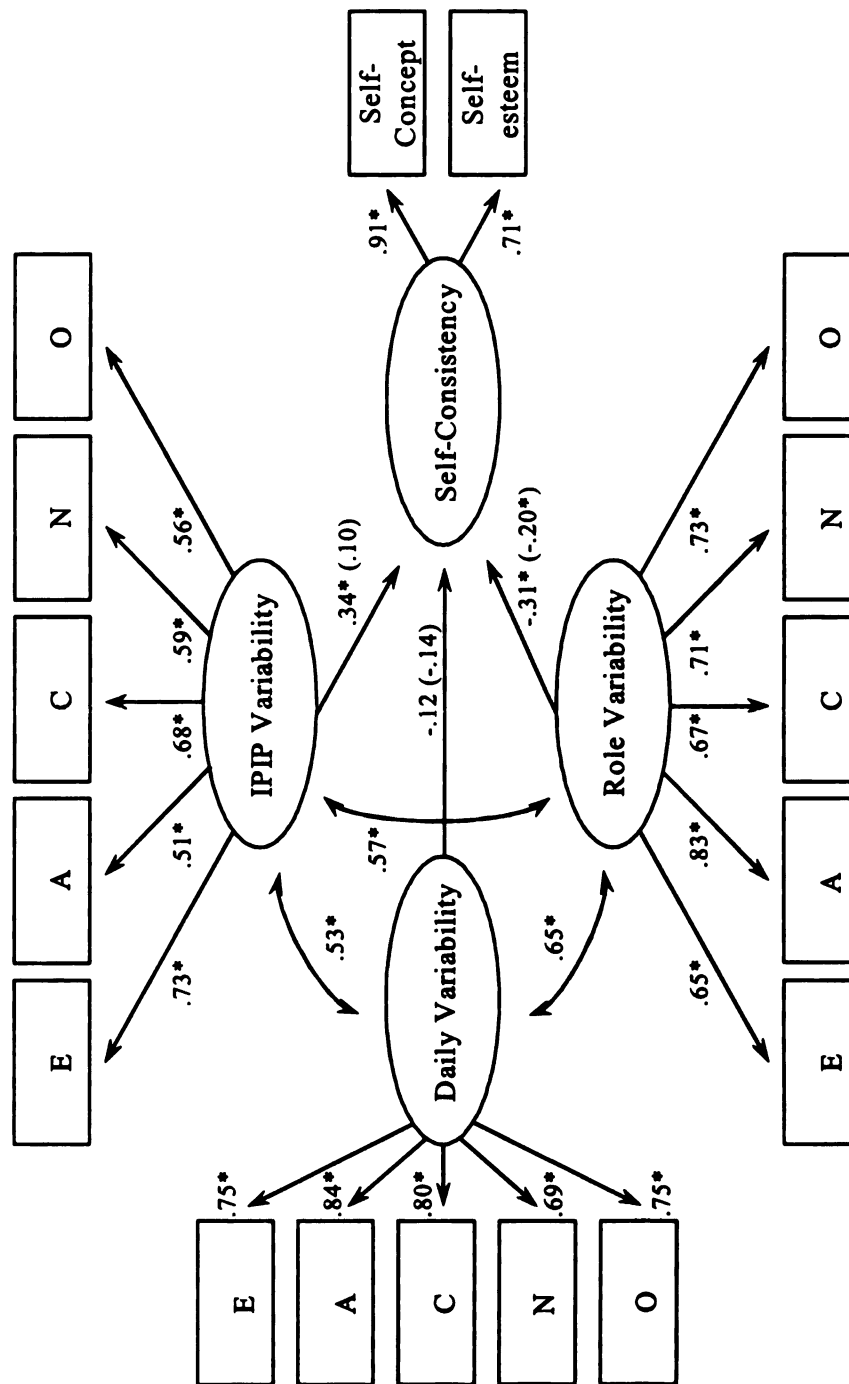 E
A
C
N
O
.73*
.51*
.68*
.59*
.56*
IPIP Variability
E
A
C
N
O
.75*
.84*
.80*
.69*
.75*
Daily Variability
.53*
.57*
.65*
.34* (.10)
-.12 (-.14)
-.31* (-.20*)
Self-Consistency
.91*
.71*
Self-
Concept
Self-
esteem
Role Variability
.65*
.83*
.67*
.71*
.73*
E
A
C
N
O